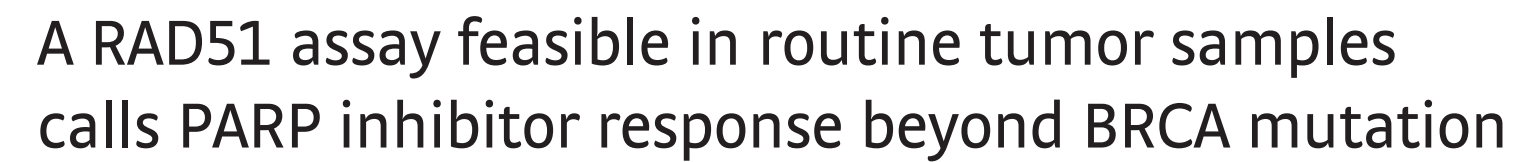 A RAD51 assay feasible in routine tumor samples
calls PARP inhibitor response beyond BRCA mutation